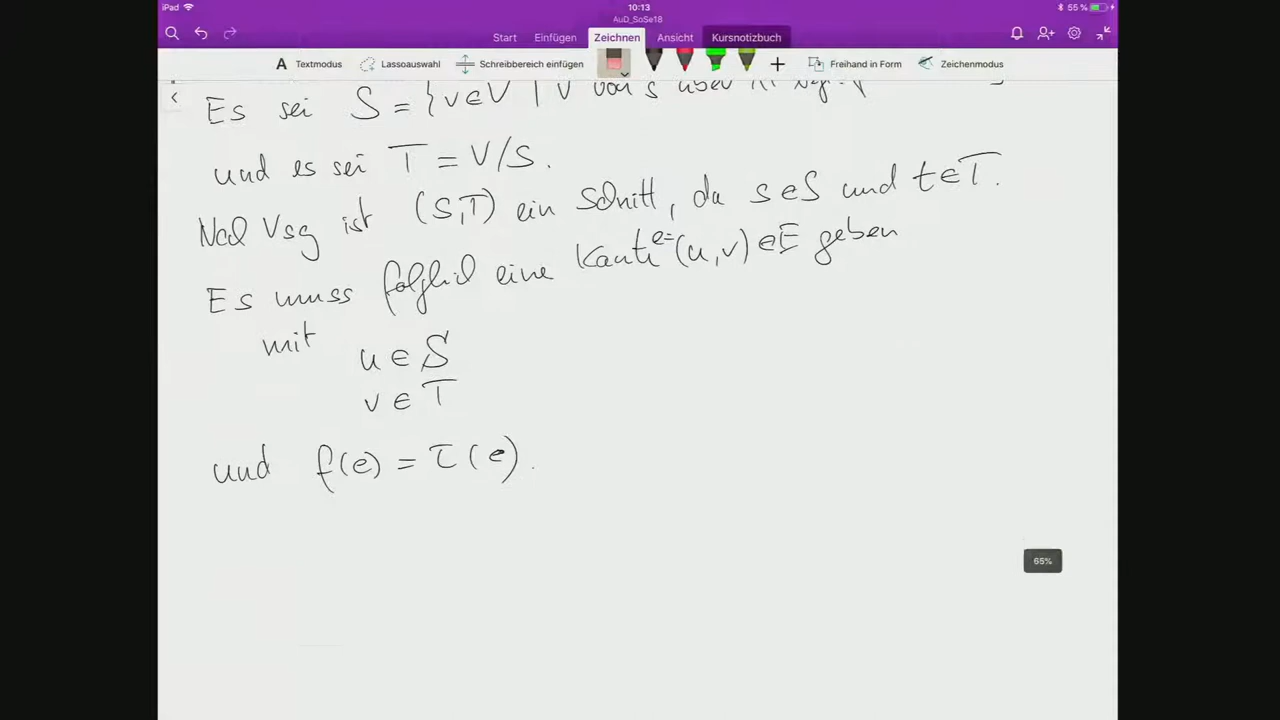 iPad 10:13 55 %
AuD_SoSe18
Start Einfügen Zeichnen Ansicht Kursnotizbuch
A Textmodus Lassoauswahl Schreibbereich einfügen + Freihand in Form Zeichenmodus
Es sei S = { v ∈ V | v von s über
und es sei T = V/S.
Nach Vsg ist (S,T) ein Schnitt, da s ∈ S und t ∈ T.
Es muss folglich eine Kante e=(u,v) ∈ E geben
mit u ∈ S
v ∈ T
und f(e) = τ(e).
65%